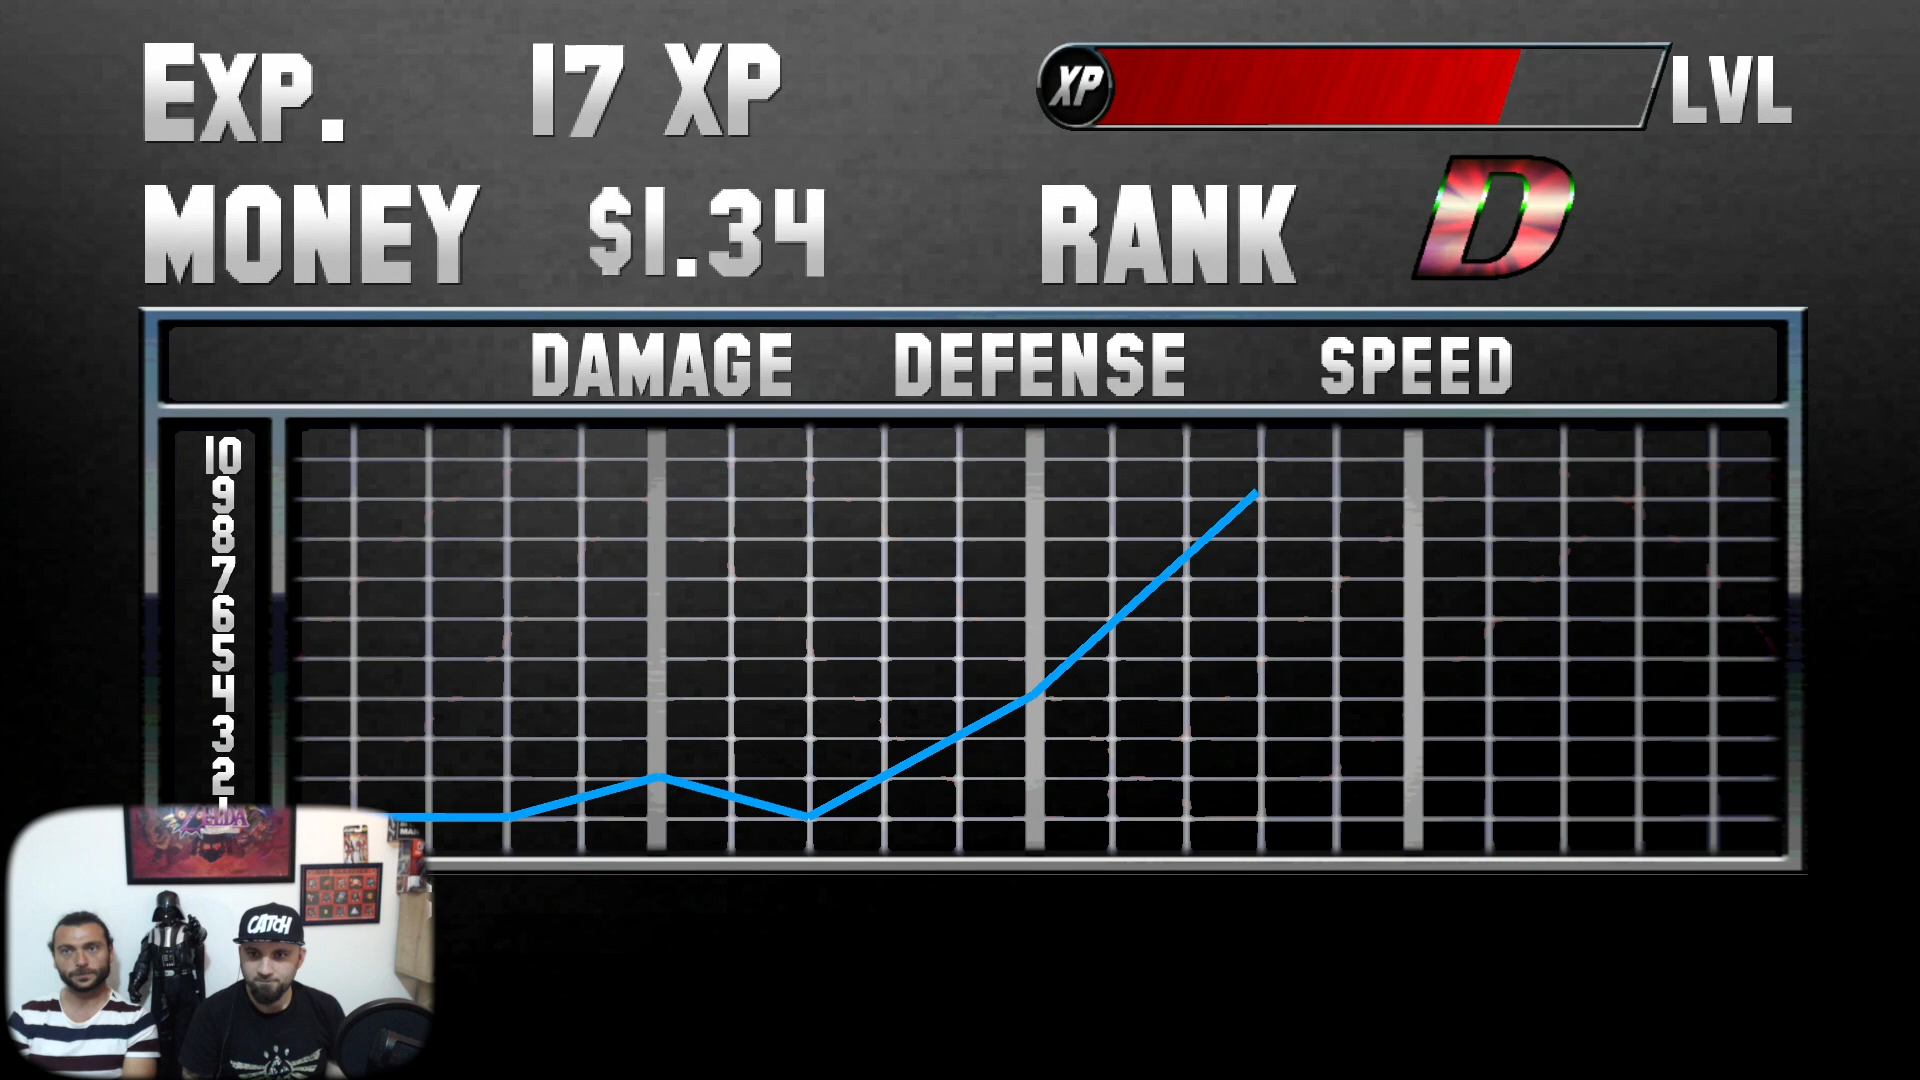 EXP. 17 XP XP LVL
MONEY $1.34 RANK D
DAMAGE DEFENSE SPEED
10
9
8
7
6
5
4
3
2
ZELDA
CATCH